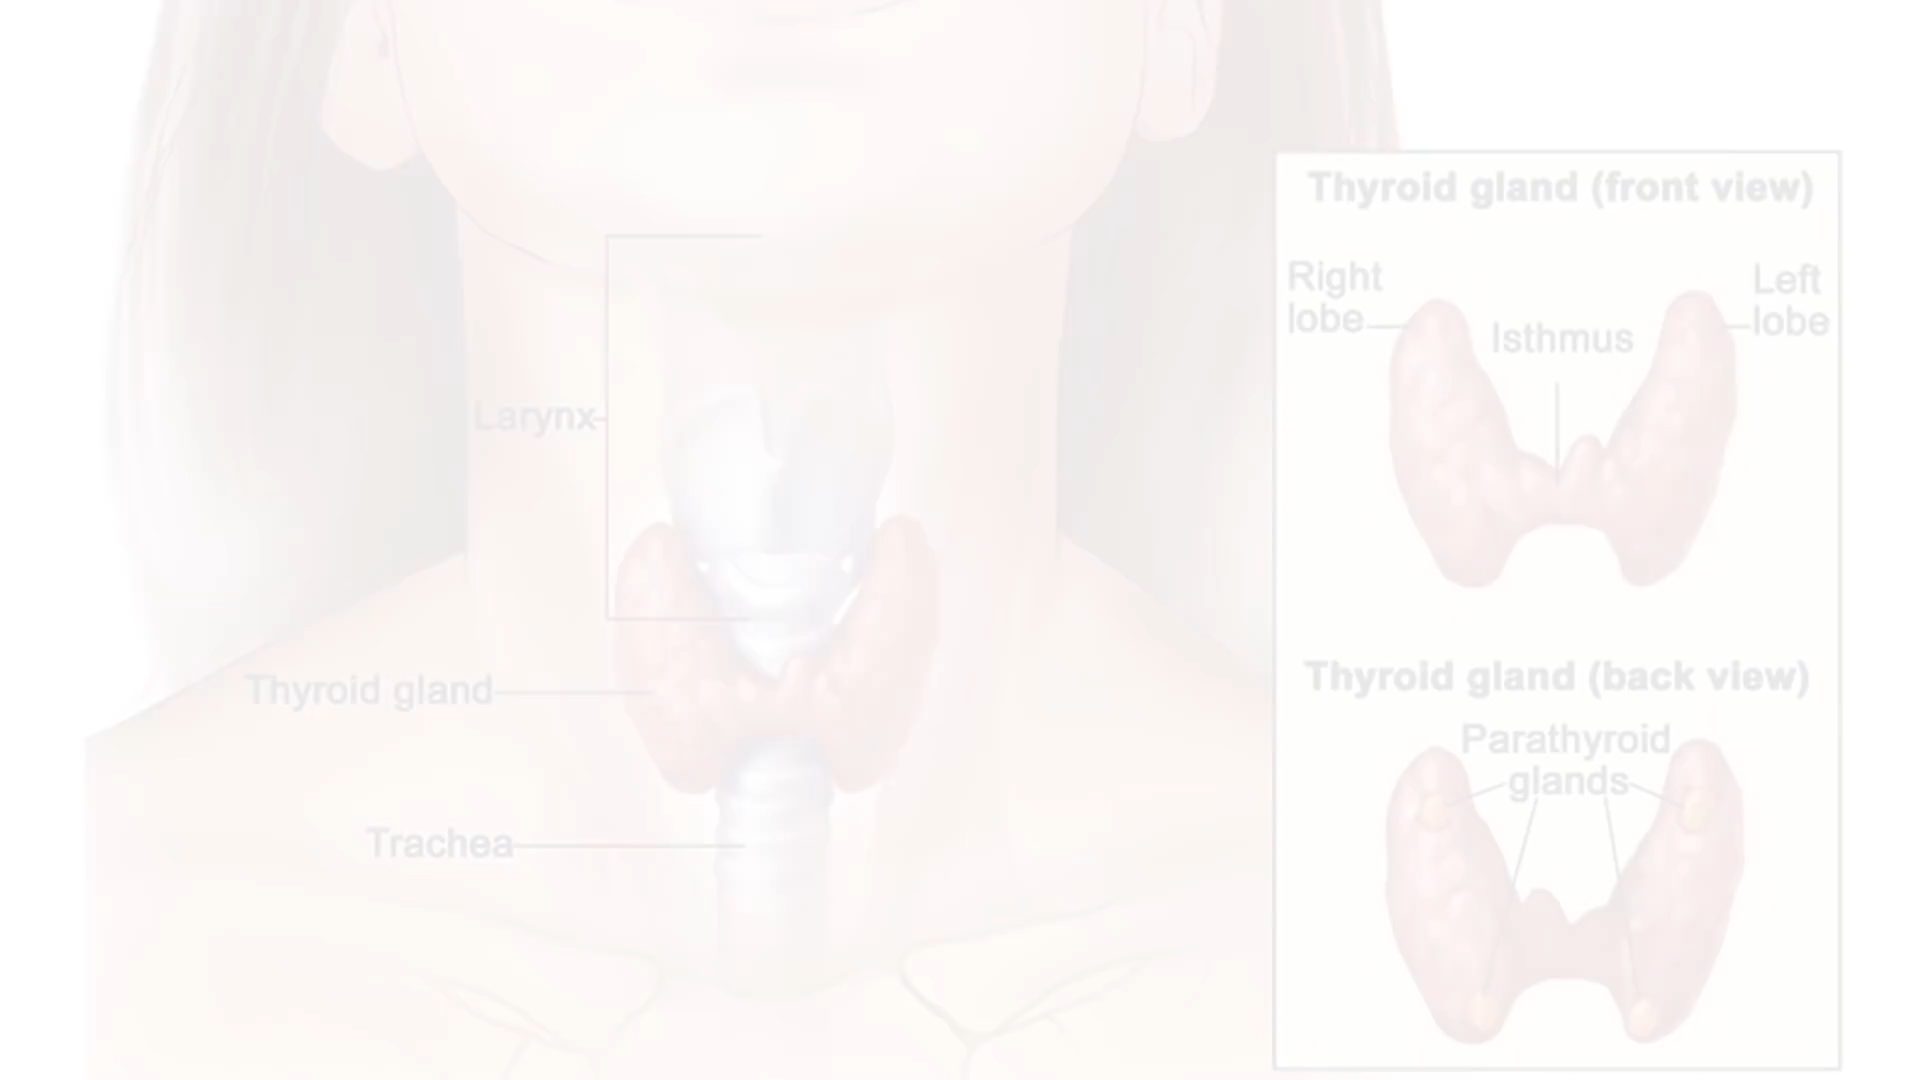 Larynx
Thyroid gland
Trachea
Thyroid gland (front view)
Right
lobe
Isthmus
Left
lobe
Thyroid gland (back view)
Parathyroid
glands